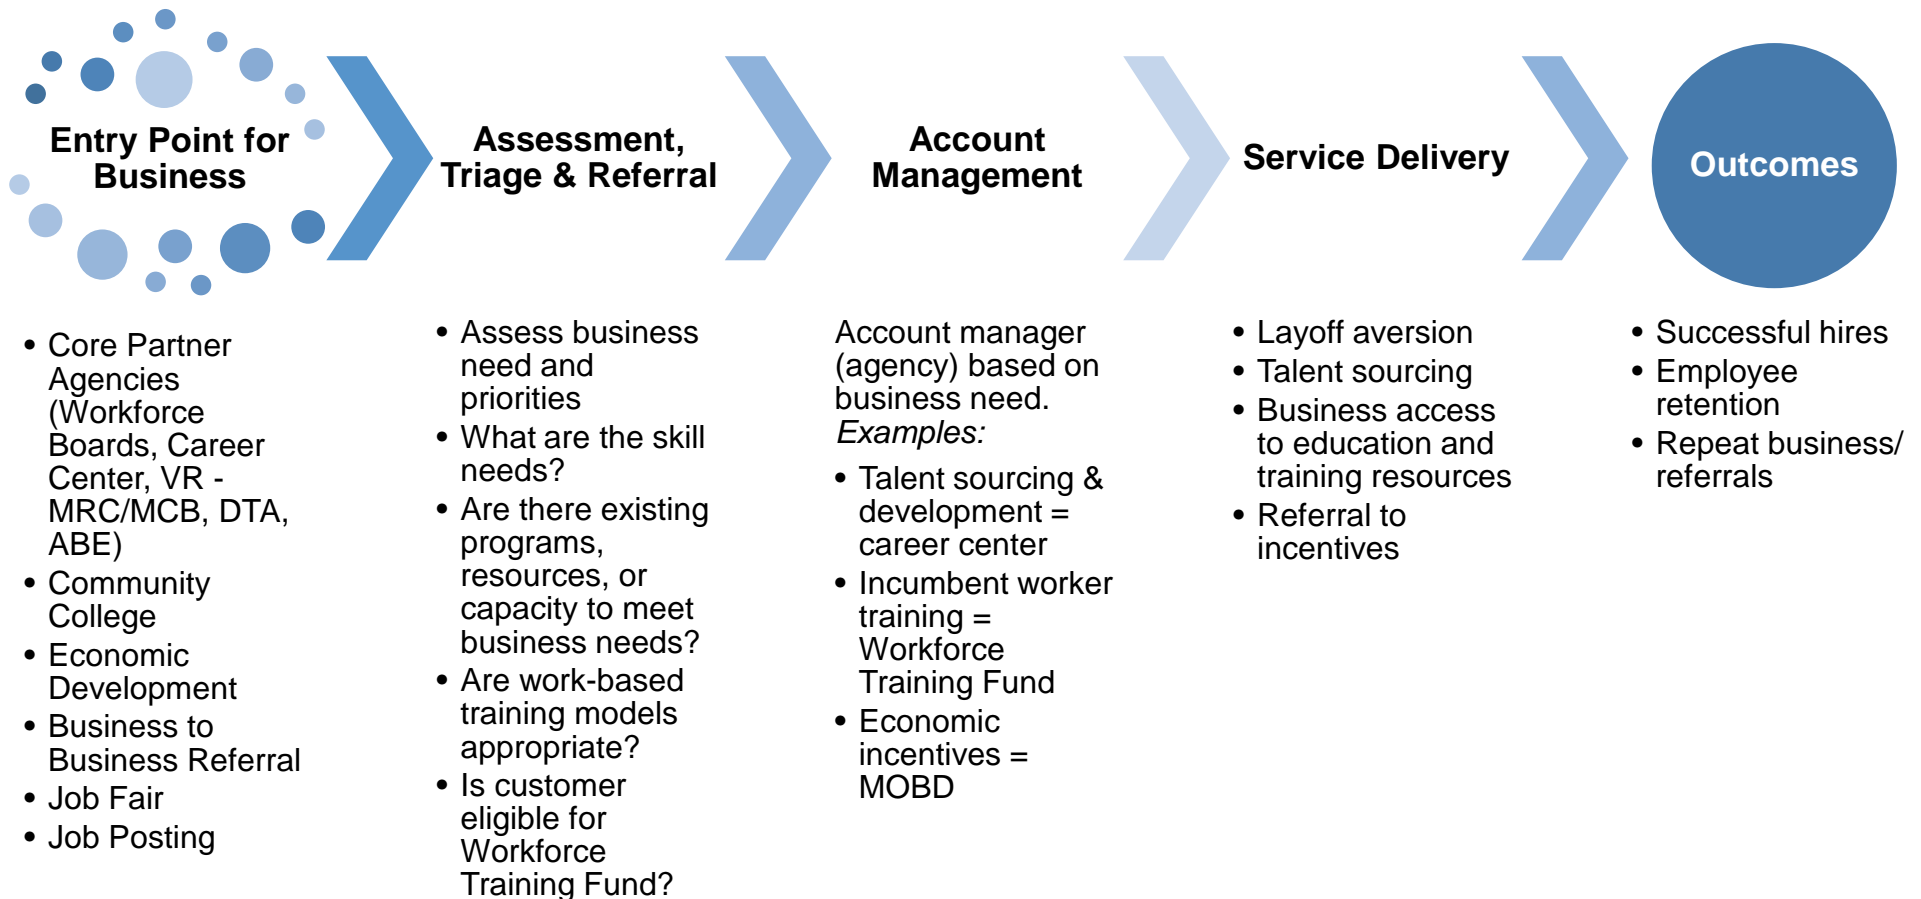 Entry Point for
Business
Assessment,
Triage & Referral
Account
Management
Service Delivery
Outcomes
• Core Partner
Agencies
(Workforce
Boards, Career
Center, VR -
MRC/MCB, DTA,
ABE)
• Community
College
• Economic
Development
• Business to
Business Referral
• Job Fair
• Job Posting
• Assess business
need and
priorities
• What are the skill
needs?
• Are there existing
programs,
resources, or
capacity to meet
business needs?
• Are work-based
training models
appropriate?
• Is customer
eligible for
Workforce
Training Fund?
Account manager
(agency) based on
business need.
Examples:
• Talent sourcing &
development =
career center
• Incumbent worker
training =
Workforce
Training Fund
• Economic
incentives =
MOBD
• Layoff aversion
• Talent sourcing
• Business access
to education and
training resources
• Referral to
incentives
• Successful hires
• Employee
retention
• Repeat business/
referrals